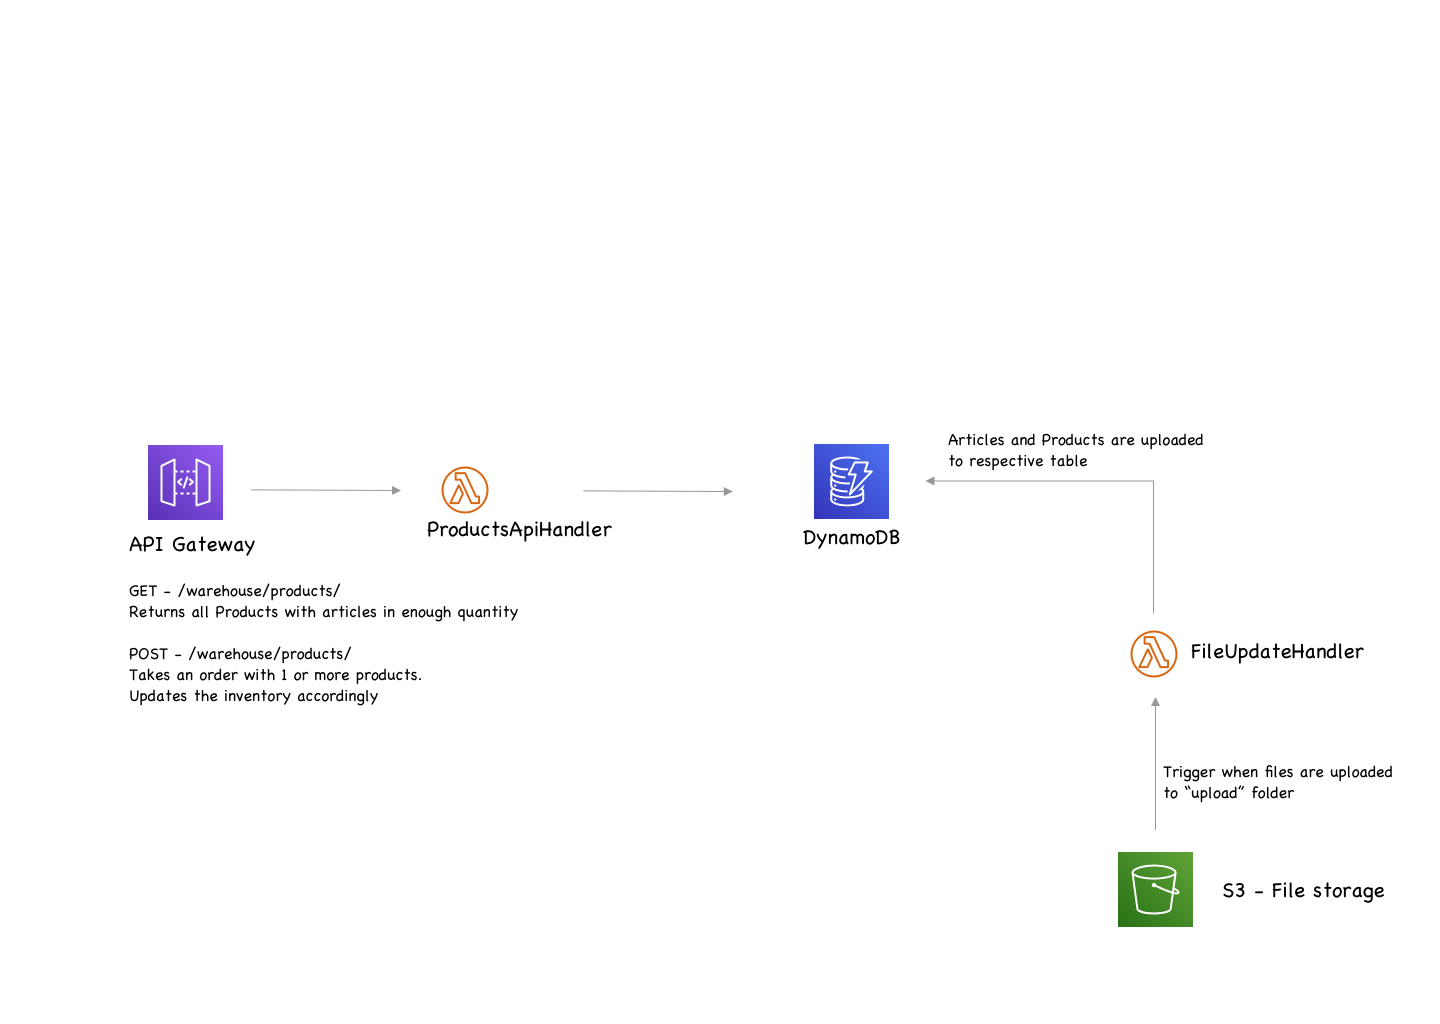 Articles and Products are uploaded
to respective table
ProductsApiHandler
DynamoDB
API Gateway
GET - /warehouse/products/
Returns all Products with articles in enough quantity
POST - /warehouse/products/
Takes an order with 1 or more products.
Updates the inventory accordingly
FileUpdateHandler
Trigger when files are uploaded
to “upload” folder
S3 - File storage